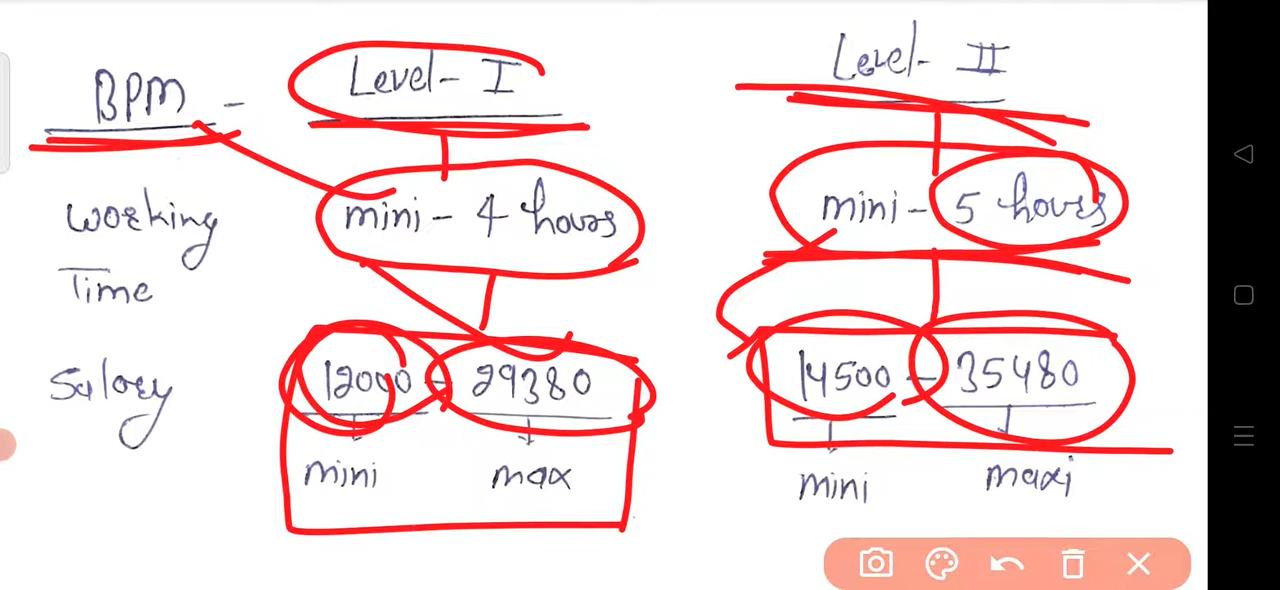 BPM - Level- I Level- II
Working Time mini - 4 hours mini - 5 hours
Salary 12000 - 29380 14500 - 35480
mini max mini maxi